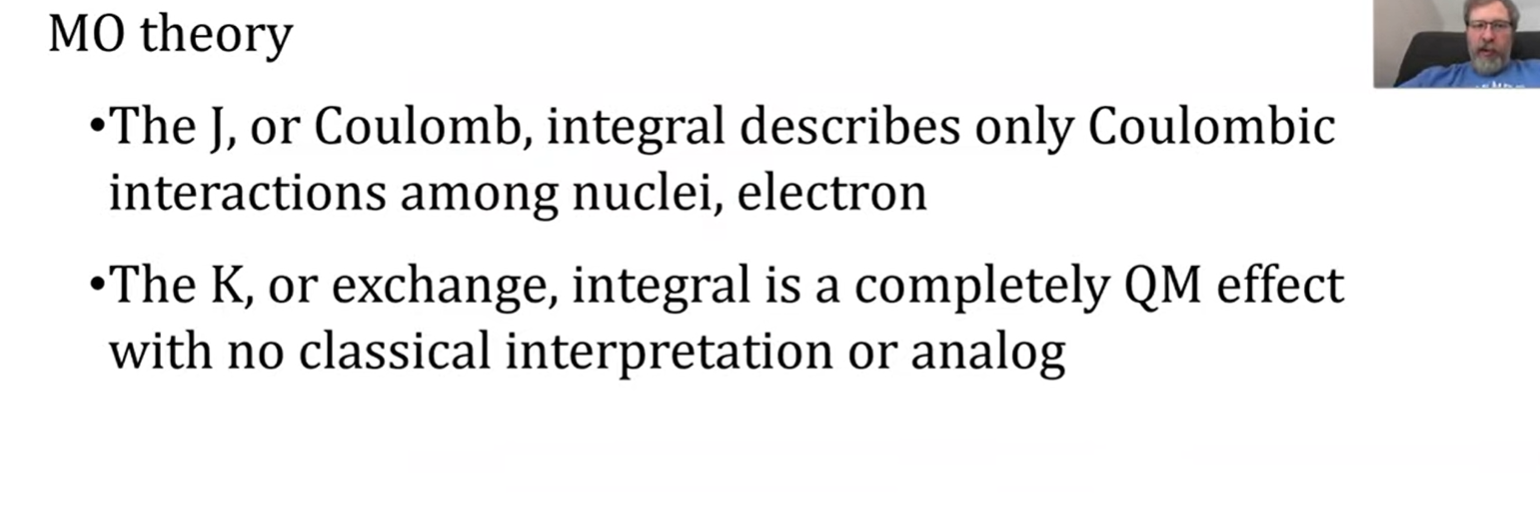 MO theory
•The J, or Coulomb, integral describes only Coulombic
interactions among nuclei, electron
•The K, or exchange, integral is a completely QM effect
with no classical interpretation or analog